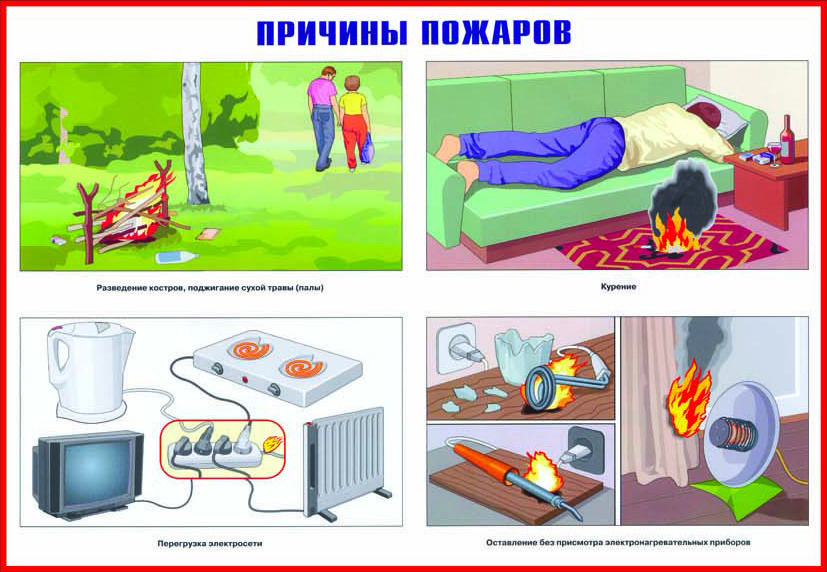 ПРИЧИНЫ ПОЖАРОВ
Разведение костров, поджигание сухой травы (палы)
Курение
Перегрузка электросети
Оставление без присмотра электронагревательных приборов